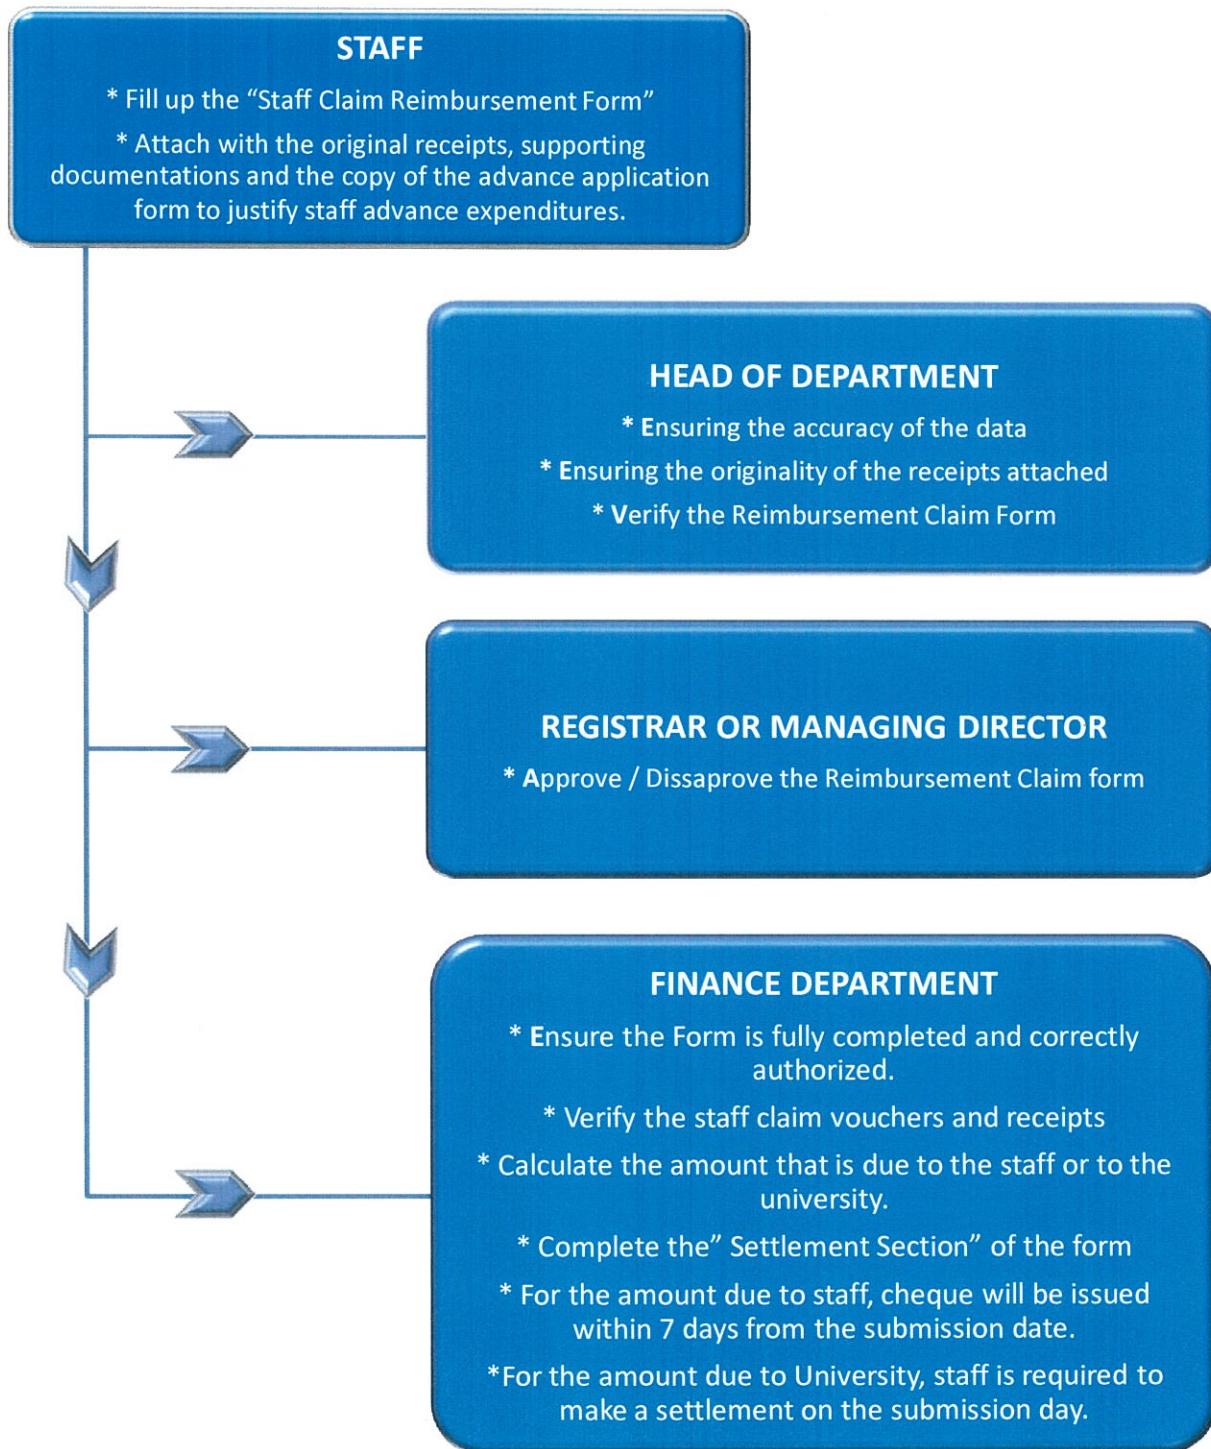 STAFF
* Fill up the “Staff Claim Reimbursement Form”
* Attach with the original receipts, supporting
documentations and the copy of the advance application
form to justify staff advance expenditures.
HEAD OF DEPARTMENT
* Ensuring the accuracy of the data
* Ensuring the originality of the receipts attached
* Verify the Reimbursement Claim Form
REGISTRAR OR MANAGING DIRECTOR
* Approve / Dissaprove the Reimbursement Claim form
FINANCE DEPARTMENT
* Ensure the Form is fully completed and correctly
authorized.
* Verify the staff claim vouchers and receipts
* Calculate the amount that is due to the staff or to the
university.
* Complete the” Settlement Section” of the form
* For the amount due to staff, cheque will be issued
within 7 days from the submission date.
*For the amount due to University, staff is required to
make a settlement on the submission day.